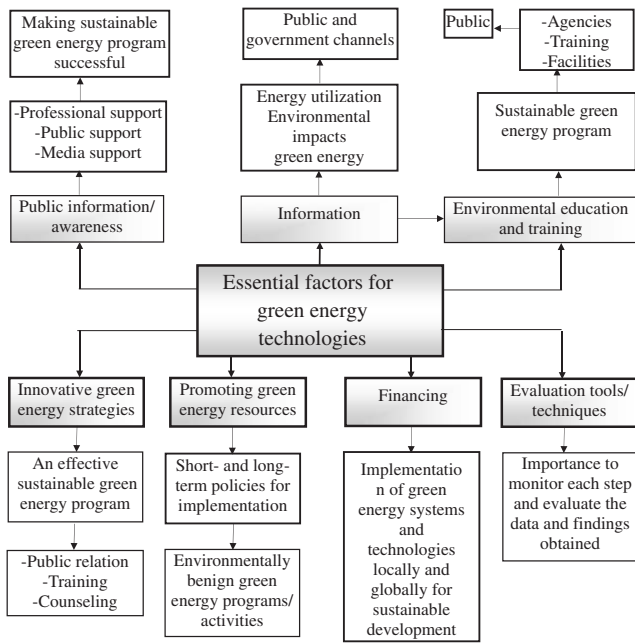 Making sustainable
green energy program
successful
Public and
government channels
Public
-Agencies
-Training
-Facilities
-Professional support
-Public support
-Media support
Energy utilization
Environmental
impacts
green energy
Sustainable green
energy program
Public information/
awareness
Information
Environmental education
and training
Essential factors for
green energy
technologies
Innovative green
energy strategies
Promoting green
energy resources
Financing
Evaluation tools/
techniques
An effective
sustainable green
energy program
Short- and long-
term policies for
implementation
Implementatio
n of green
energy systems
and
technologies
locally and
globally for
sustainable
development
Importance to
monitor each step
and evaluate the
data and findings
obtained
-Public relation
-Training
-Counseling
Environmentally
benign green
energy programs/
activities